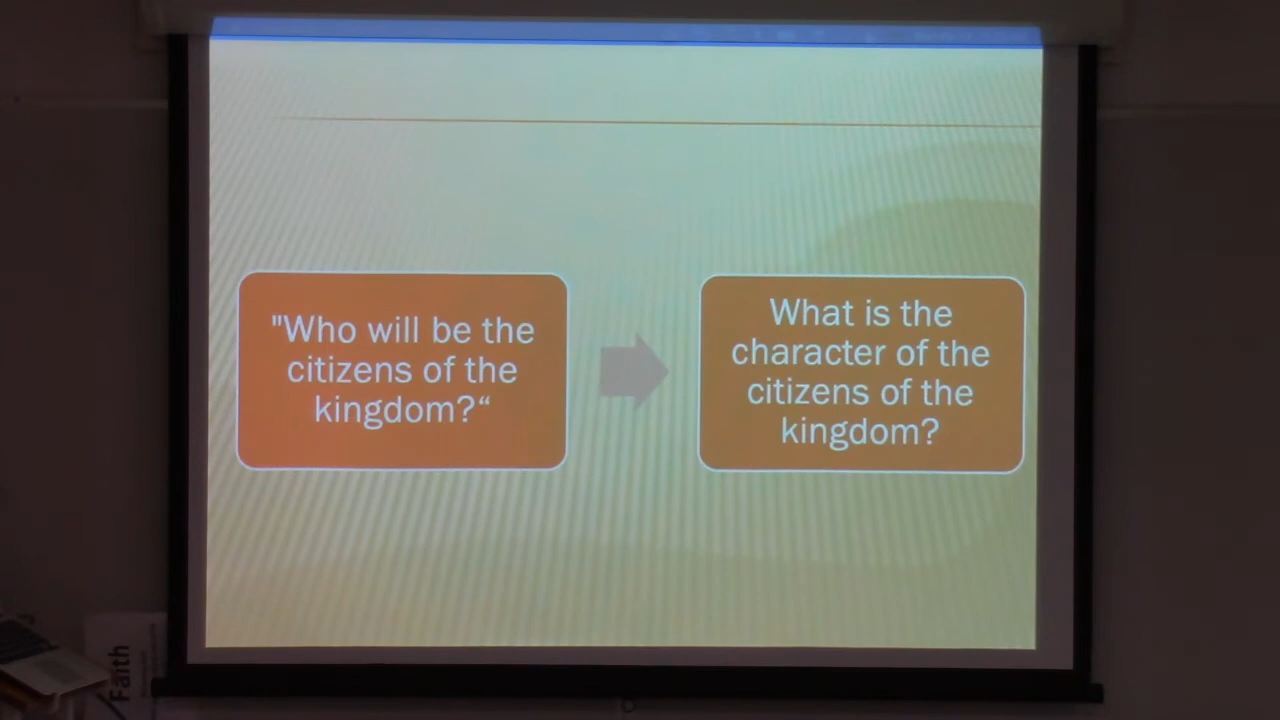 "Who will be the
citizens of the
kingdom?“
What is the
character of the
citizens of the
kingdom?
Faith